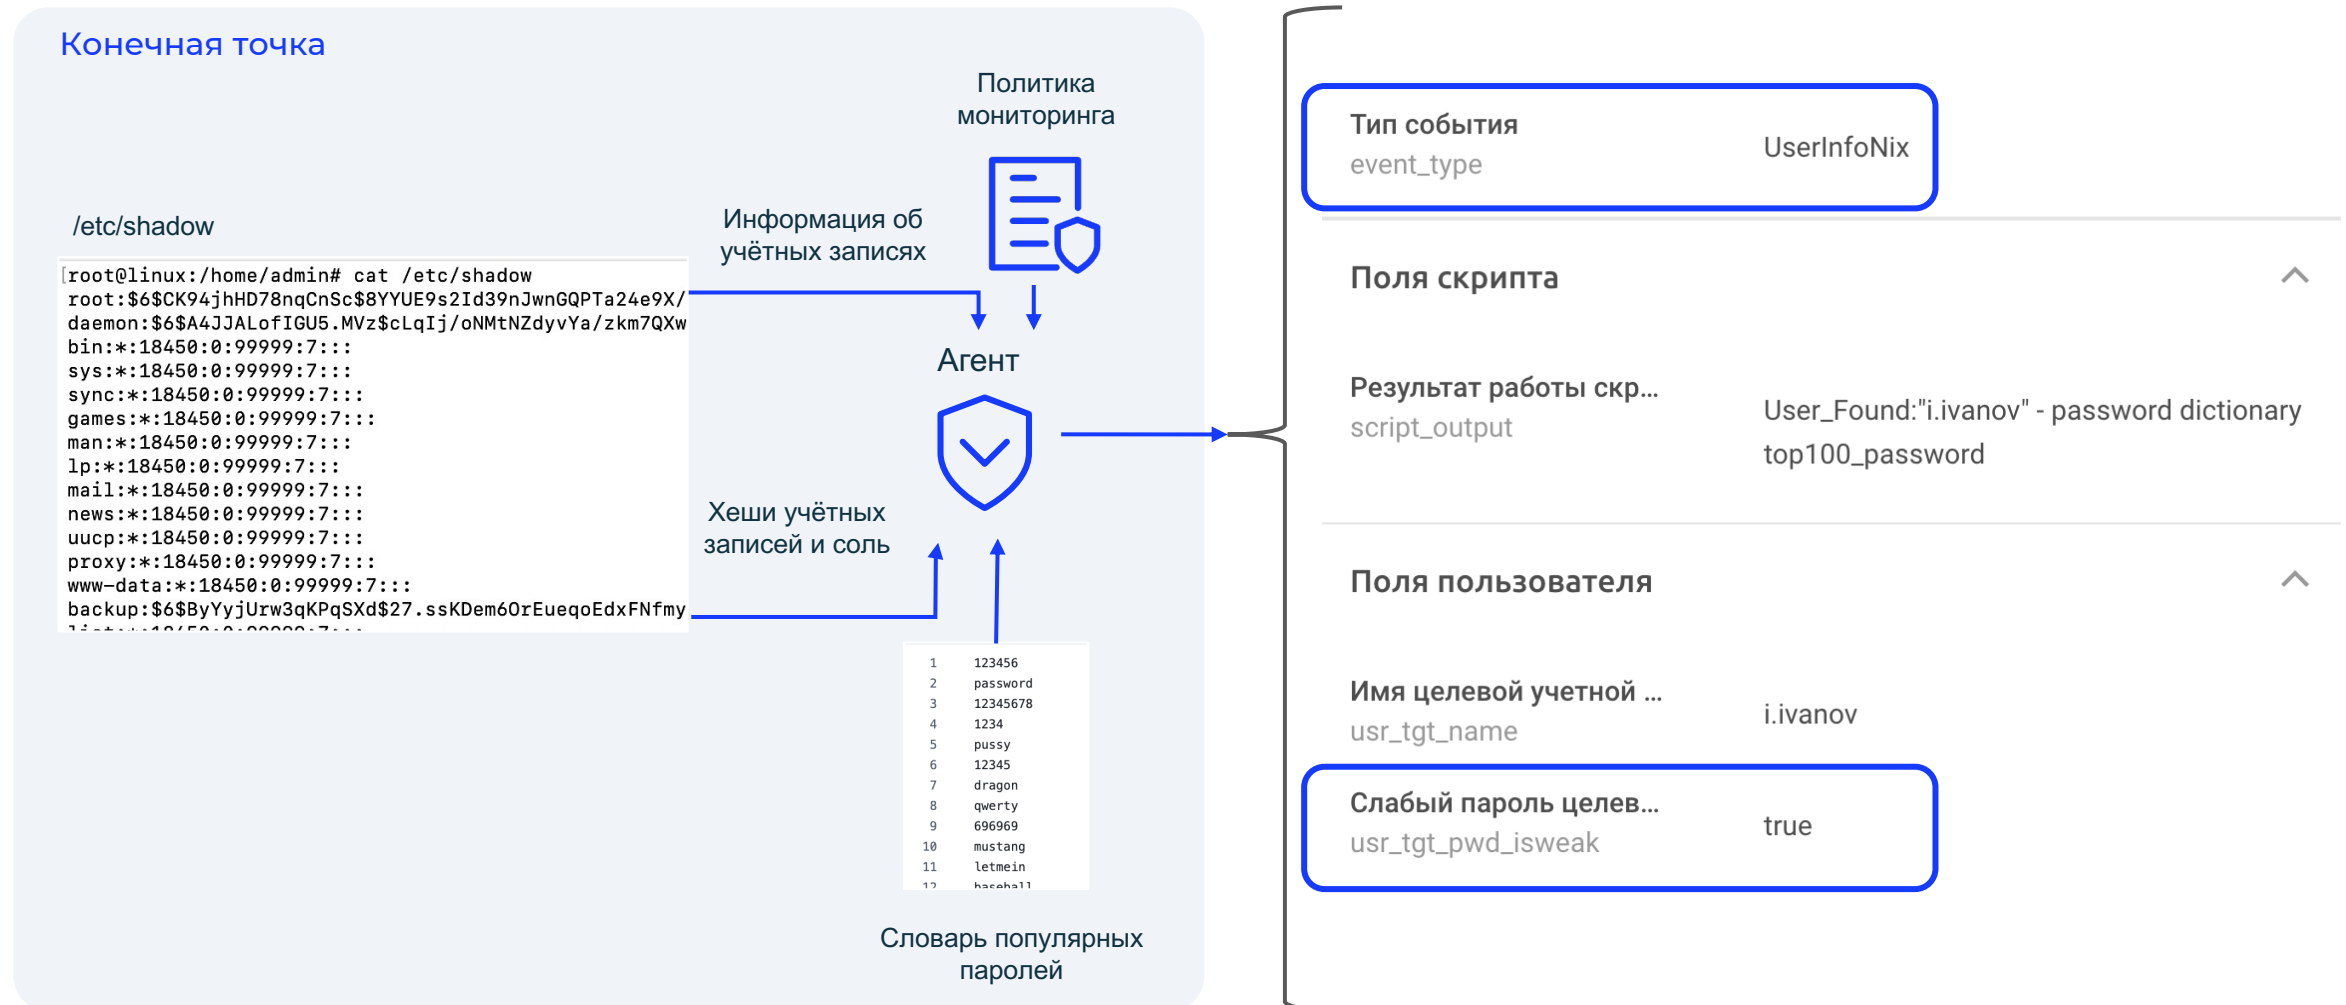 Конечная точка
Политика
мониторинга
/etc/shadow
Информация об
учётных записях
[root@linux:/home/admin# cat /etc/shadow
root:$6$CK94jhHD78nqCnSc$8YYUE9s2Id39nJwnGQPTa24e9X/
daemon:$6$A4JJALofIGU5.MVz$cLqIj/oNMtNZdyvYa/zkm7QXw
bin:*:18450:0:99999:7:::
sys:*:18450:0:99999:7:::
sync:*:18450:0:99999:7:::
games:*:18450:0:99999:7:::
man:*:18450:0:99999:7:::
lp:*:18450:0:99999:7:::
mail:*:18450:0:99999:7:::
news:*:18450:0:99999:7:::
uucp:*:18450:0:99999:7:::
proxy:*:18450:0:99999:7:::
www-data:*:18450:0:99999:7:::
backup:$6$ByYyjUrw3qKPqSXd$27.ssKDem6OrEueqoEdxFNfmy
Агент
Хеши учётных
записей и соль
1 123456
2 password
3 12345678
4 1234
5 pussy
6 12345
7 dragon
8 qwerty
9 696969
10 mustang
11 letmein
12 baseball
Словарь популярных
паролей
Тип события
event_type
UserInfoNix
Поля скрипта
Результат работы скр...
script_output
User_Found:"i.ivanov" - password dictionary
top100_password
Поля пользователя
Имя целевой учетной ...
usr_tgt_name
i.ivanov
Слабый пароль целев...
usr_tgt_pwd_isweak
true